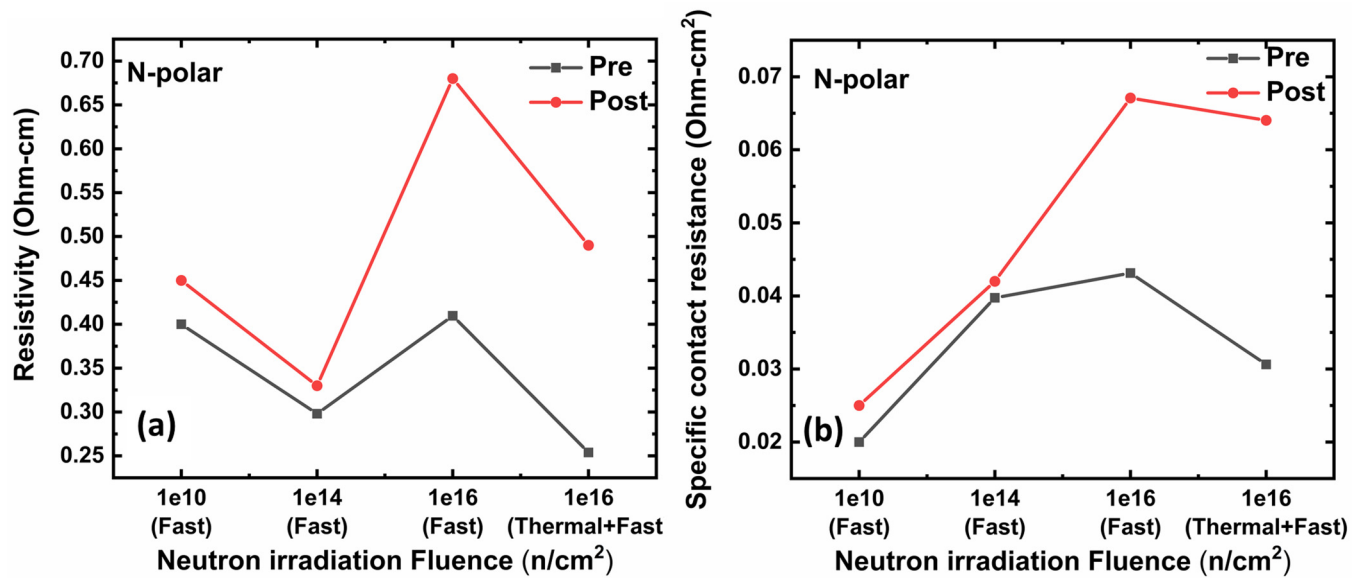 N-polar
Pre
Post
Resistivity (Ohm-cm)
0.70
0.65
0.60
0.55
0.50
0.45
0.40
0.35
0.30
0.25
(a)
1e10 1e14 1e16 1e16
(Fast) (Fast) (Fast) (Thermal+Fast
Neutron irradiation Fluence (n/cm²)
N-polar
Pre
Post
Specific contact resistance (Ohm-cm²)
0.07
0.06
0.05
0.04
0.03
0.02
(b)
1e10 1e14 1e16 1e16
(Fast) (Fast) (Fast) (Thermal+Fast)
Neutron irradiation Fluence (n/cm²)